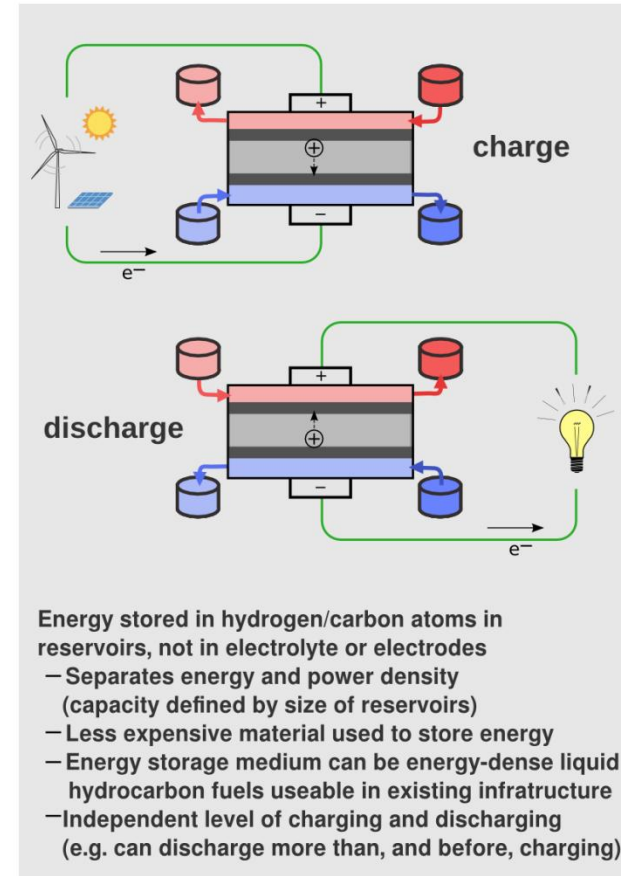 +
charge
+
−
e−
+
discharge
+
−
e−
Energy stored in hydrogen/carbon atoms in
reservoirs, not in electrolyte or electrodes
− Separates energy and power density
(capacity defined by size of reservoirs)
− Less expensive material used to store energy
− Energy storage medium can be energy-dense liquid
hydrocarbon fuels useable in existing infratructure
− Independent level of charging and discharging
(e.g. can discharge more than, and before, charging)